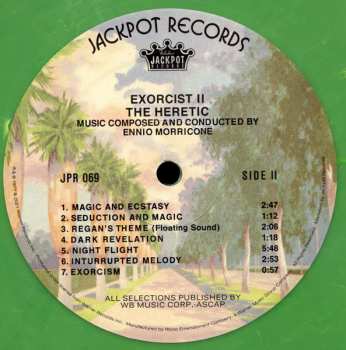 JACKPOT RECORDS
JACKPOT
EXORCIST II
THE HERETIC
MUSIC COMPOSED AND CONDUCTED BY
ENNIO MORRICONE
JPR 069
SIDE II
1. MAGIC AND ECSTASY 2:47
2. SEDUCTION AND MAGIC 1:12
3. REGAN'S THEME (Floating Sound) 2:06
4. DARK REVELATION 1:18
5. NIGHT FLIGHT 5:48
6. INTURRUPTED MELODY 2:53
7. EXORCISM 0:57
ALL SELECTIONS PUBLISHED BY
WB MUSIC CORP. ASCAP